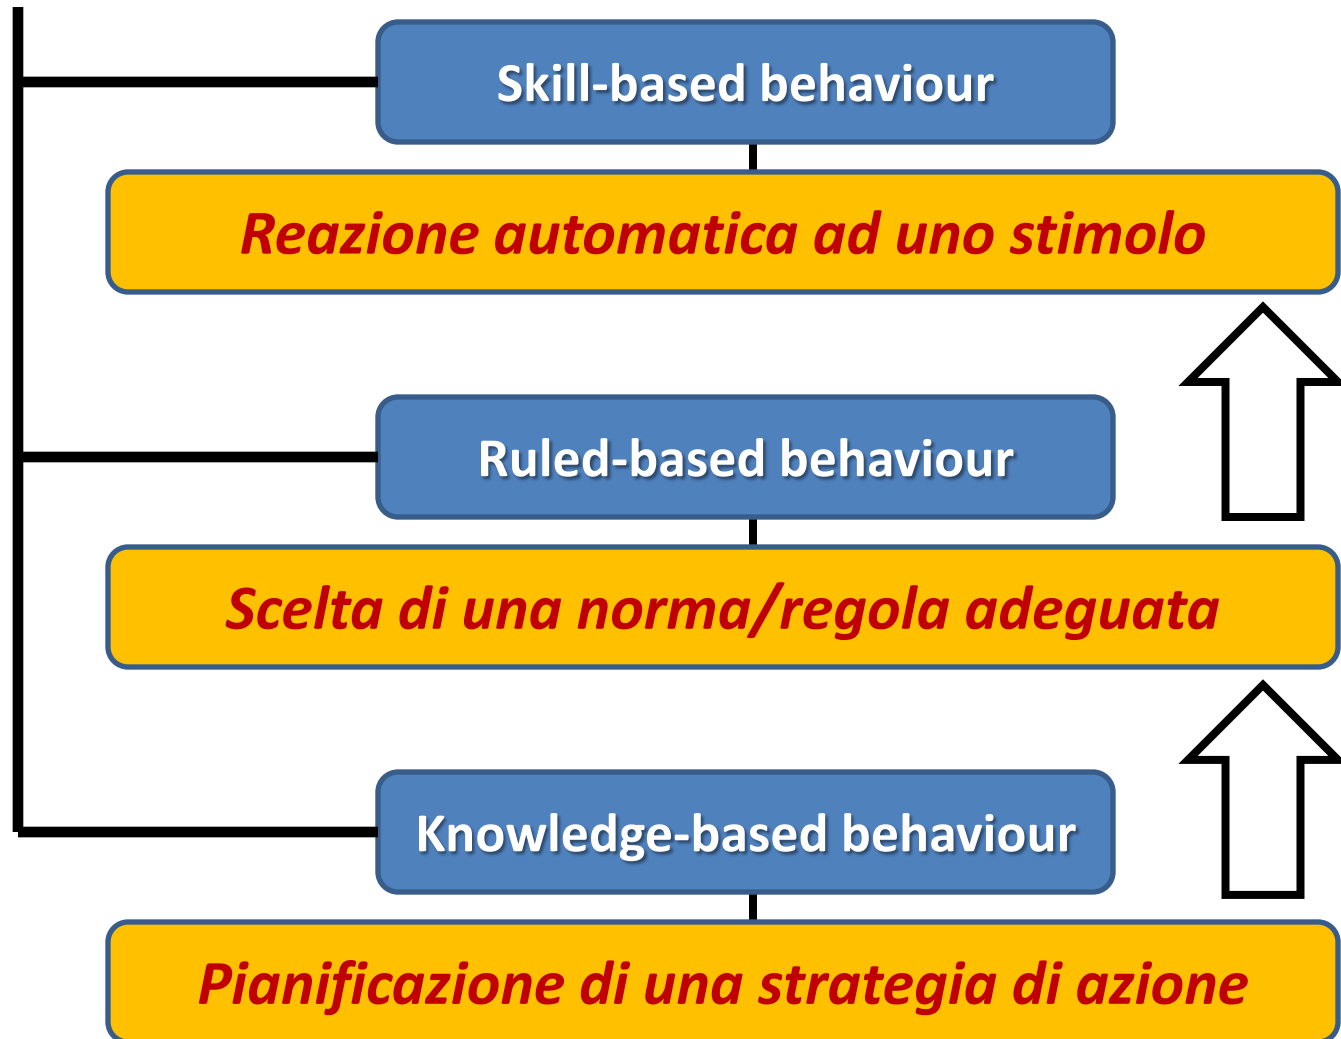 Skill-based behaviour
Reazione automatica ad uno stimolo
Ruled-based behaviour
Scelta di una norma/regola adeguata
Knowledge-based behaviour
Pianificazione di una strategia di azione